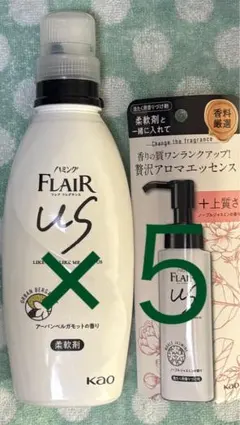 ハミング
FLAIR
us
アーバンベルガモットの香り
柔軟剤
Kao
×5
香料厳選
柔軟剤と
一緒に入れて
Change the fragrance
香りの質ワンランクアップ!
贅沢アロマエッセンス
+上質さ
FLAIR
us
Kao